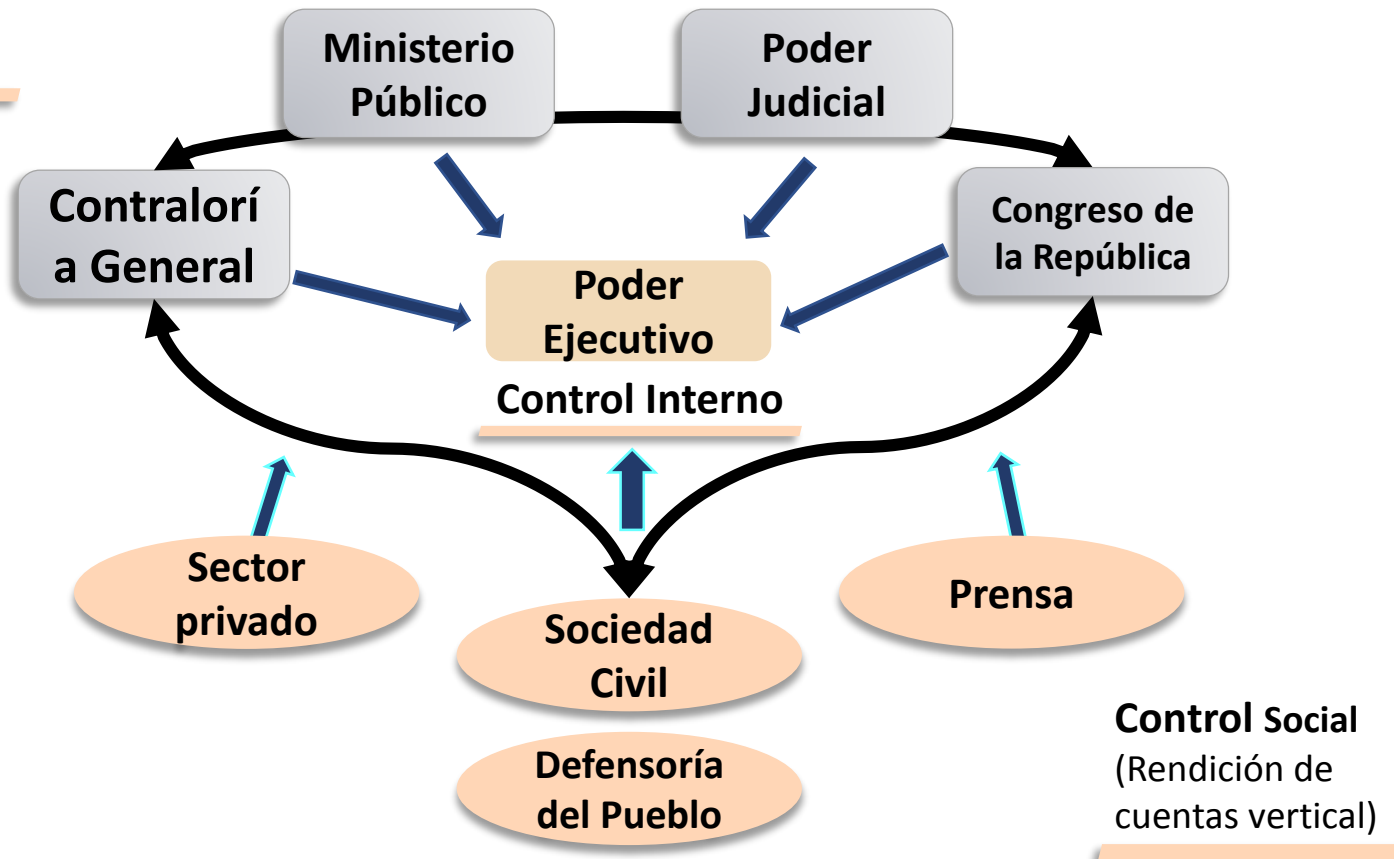 Ministerio
Público
Poder
Judicial
Contralorí
a General
Congreso de
la República
Poder
Ejecutivo
Control Interno
Sector
privado
Prensa
Sociedad
Civil
Defensoría
del Pueblo
Control Social
(Rendición de
cuentas vertical)